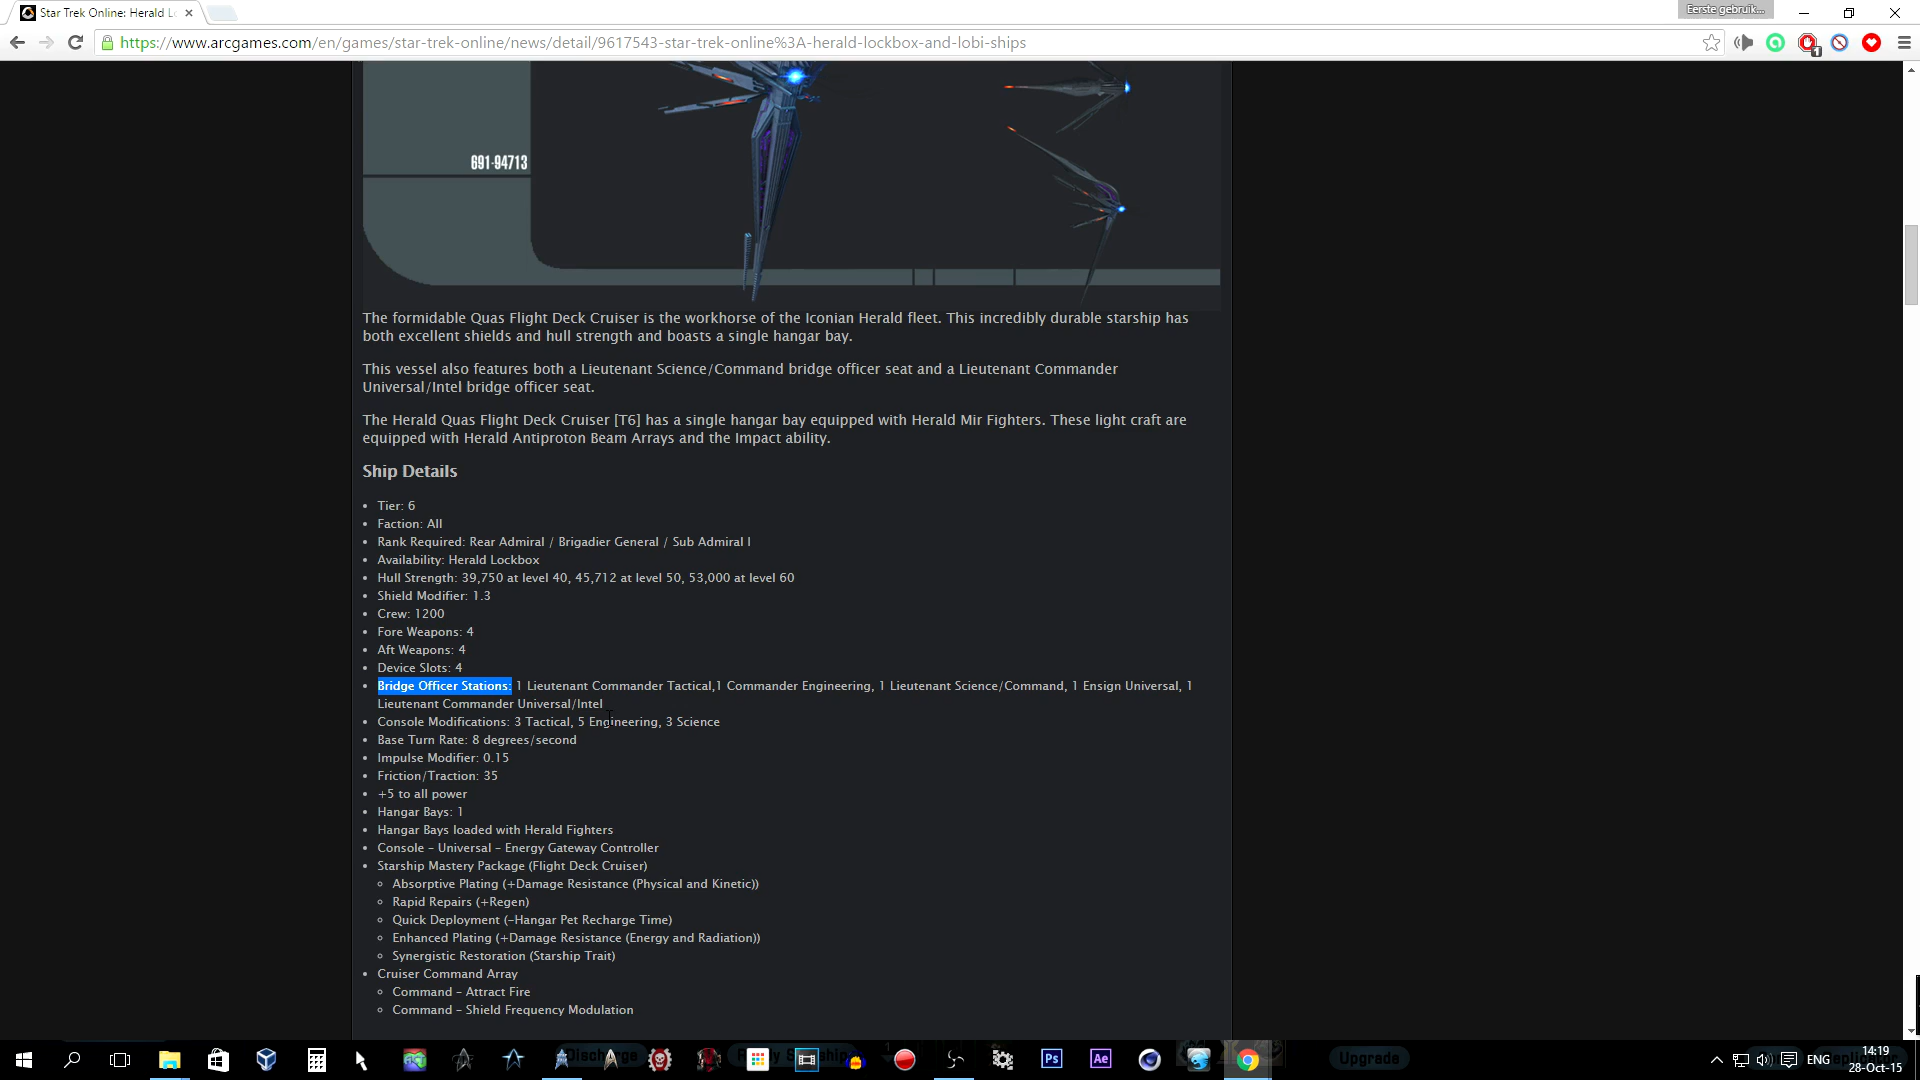 Star Trek Online: Herald L
Eerste gebruik...
https://www.arcgames.com/en/games/star-trek-online/news/detail/9617543-star-trek-online%3A-herald-lockbox-and-lobi-ships
1
691-94713
The formidable Quas Flight Deck Cruiser is the workhorse of the Iconian Herald fleet. This incredibly durable starship has
both excellent shields and hull strength and boasts a single hangar bay.
This vessel also features both a Lieutenant Science/Command bridge officer seat and a Lieutenant Commander
Universal/Intel bridge officer seat.
The Herald Quas Flight Deck Cruiser [T6] has a single hangar bay equipped with Herald Mir Fighters. These light craft are
equipped with Herald Antiproton Beam Arrays and the Impact ability.
Ship Details
• Tier: 6
• Faction: All
• Rank Required: Rear Admiral / Brigadier General / Sub Admiral I
• Availability: Herald Lockbox
• Hull Strength: 39,750 at level 40, 45,712 at level 50, 53,000 at level 60
• Shield Modifier: 1.3
• Crew: 1200
• Fore Weapons: 4
• Aft Weapons: 4
• Device Slots: 4
• Bridge Officer Stations: 1 Lieutenant Commander Tactical,1 Commander Engineering, 1 Lieutenant Science/Command, 1 Ensign Universal, 1
Lieutenant Commander Universal/Intel
• Console Modifications: 3 Tactical, 5 Engineering, 3 Science
• Base Turn Rate: 8 degrees/second
• Impulse Modifier: 0.15
• Friction/Traction: 35
• +5 to all power
• Hangar Bays: 1
• Hangar Bays loaded with Herald Fighters
• Console – Universal – Energy Gateway Controller
• Starship Mastery Package (Flight Deck Cruiser)
◦ Absorptive Plating (+Damage Resistance (Physical and Kinetic))
◦ Rapid Repairs (+Regen)
◦ Quick Deployment (-Hangar Pet Recharge Time)
◦ Enhanced Plating (+Damage Resistance (Energy and Radiation))
◦ Synergistic Restoration (Starship Trait)
• Cruiser Command Array
◦ Command – Attract Fire
◦ Command – Shield Frequency Modulation
Discharge
Upgrade
Ps
Ae
ENG
14:19
28-Oct-15